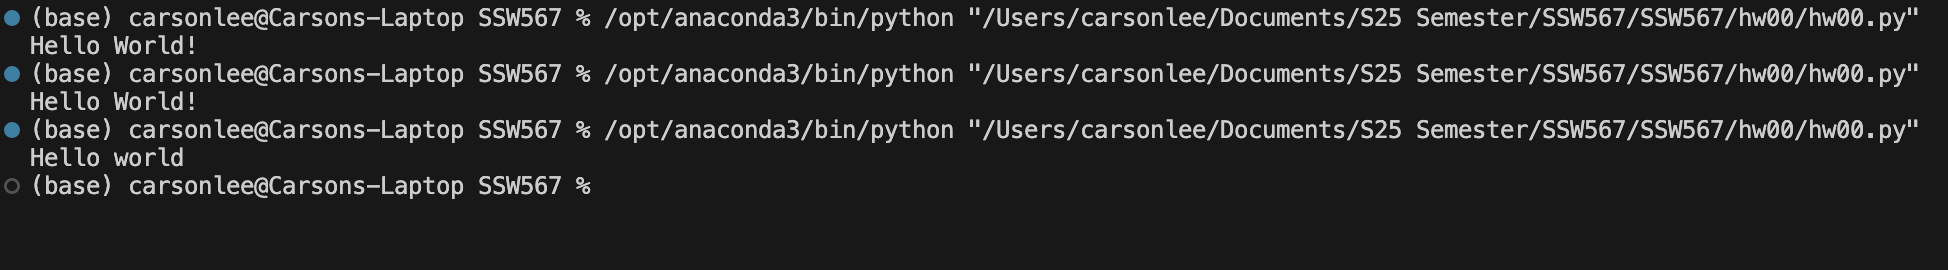 (base) carsonlee@Carsons-Laptop SSW567 % /opt/anaconda3/bin/python "/Users/carsonlee/Documents/S25 Semester/SSW567/SSW567/hw00/hw00.py"
Hello World!
(base) carsonlee@Carsons-Laptop SSW567 % /opt/anaconda3/bin/python "/Users/carsonlee/Documents/S25 Semester/SSW567/SSW567/hw00/hw00.py"
Hello World!
(base) carsonlee@Carsons-Laptop SSW567 % /opt/anaconda3/bin/python "/Users/carsonlee/Documents/S25 Semester/SSW567/SSW567/hw00/hw00.py"
Hello world
(base) carsonlee@Carsons-Laptop SSW567 %